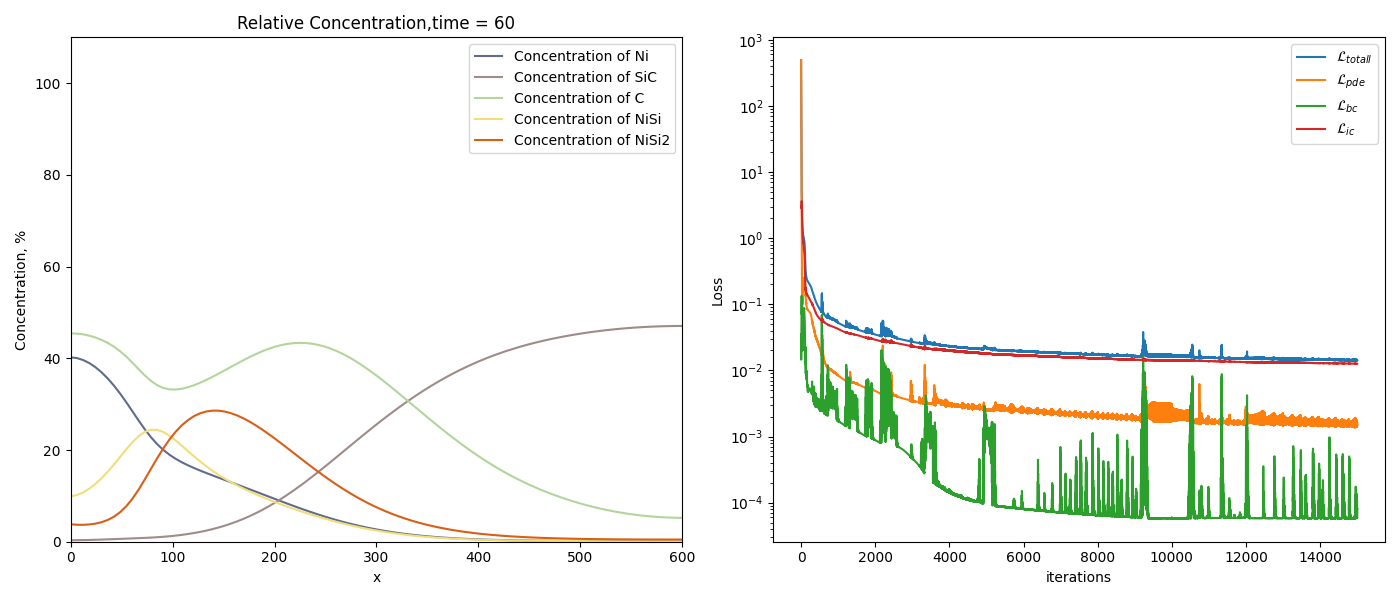 Relative Concentration,time = 60
Concentration, %
100
80
60
40
20
0
0 100 200 300 400 500 600
x
Concentration of Ni
Concentration of SiC
Concentration of C
Concentration of NiSi
Concentration of NiSi2
Loss
10³
10²
10¹
10⁰
10⁻¹
10⁻²
10⁻³
10⁻⁴
0 2000 4000 6000 8000 10000 12000 14000
iterations
ℒ_totall
ℒ_pde
ℒ_bc
ℒ_ic